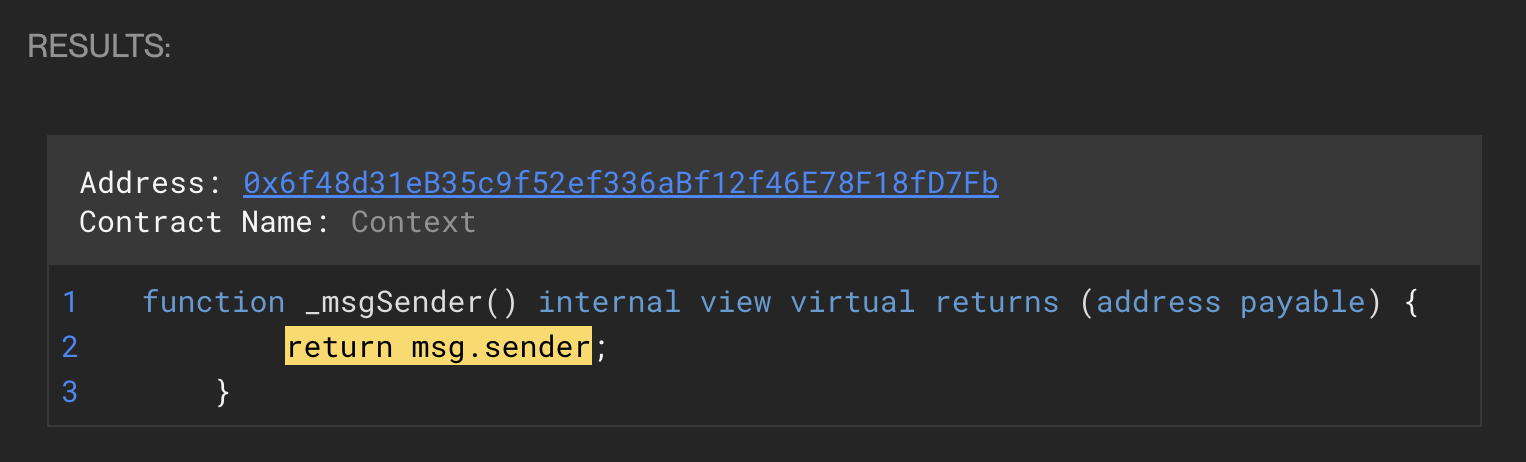 RESULTS:
Address: 0x6f48d31eB35c9f52ef336aBf12f46E78F18fD7Fb
Contract Name: Context
1 function _msgSender() internal view virtual returns (address payable) {
2 return msg.sender;
3 }